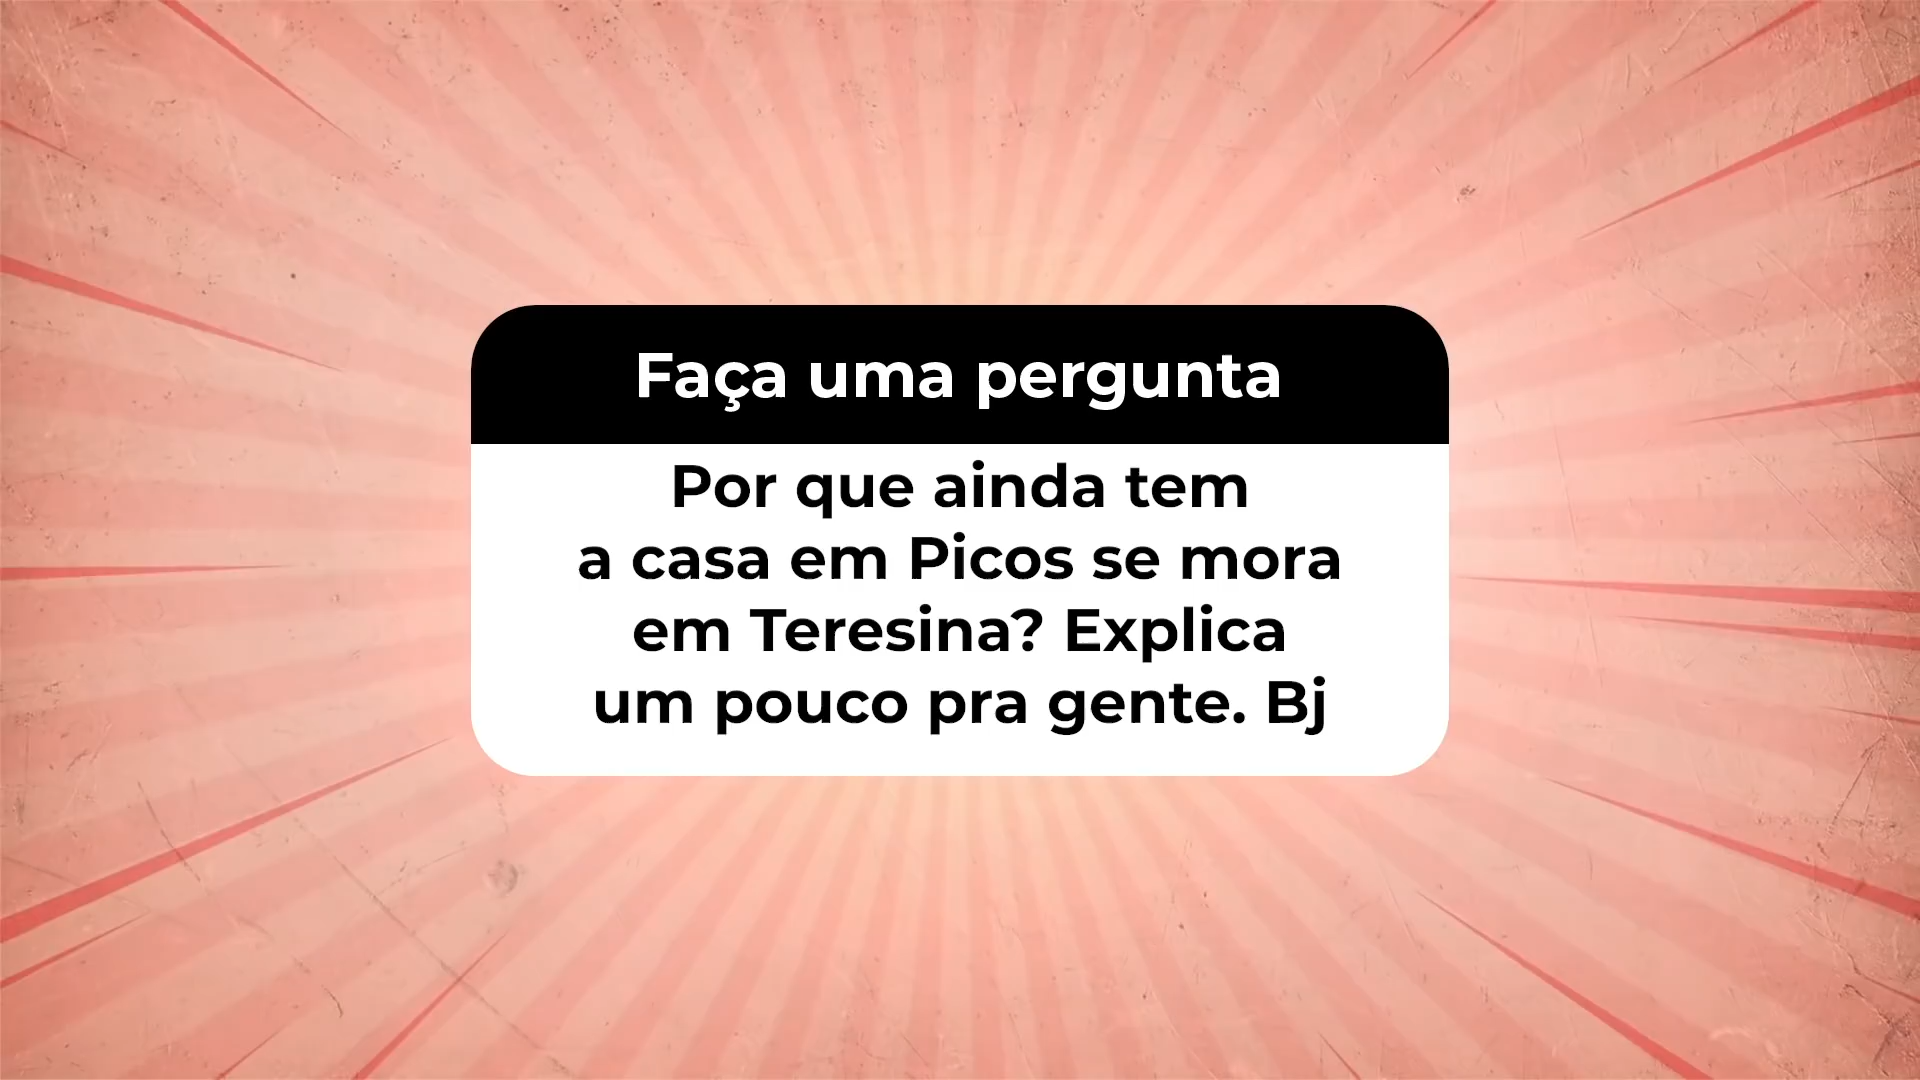 Faça uma pergunta
Por que ainda tem
a casa em Picos se mora
em Teresina? Explica
um pouco pra gente. Bj